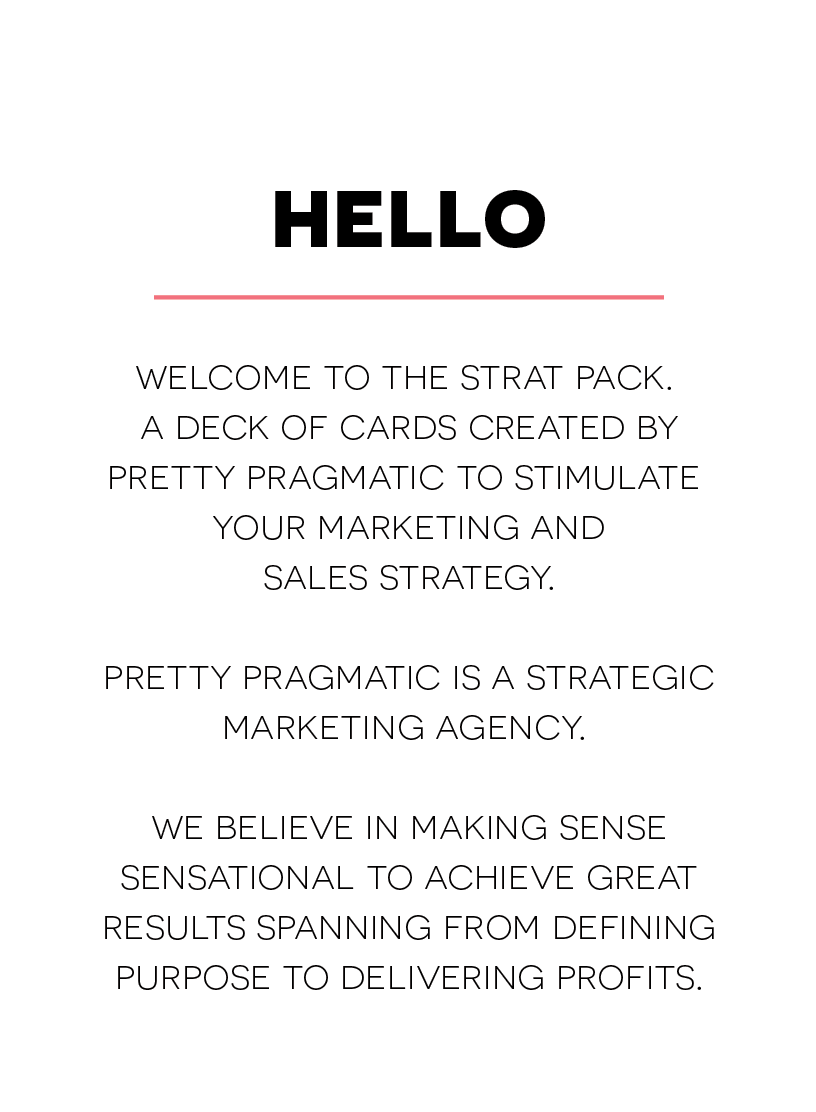 HELLO
WELCOME TO THE STRAT PACK.
A DECK OF CARDS CREATED BY
PRETTY PRAGMATIC TO STIMULATE
YOUR MARKETING AND
SALES STRATEGY.
PRETTY PRAGMATIC IS A STRATEGIC
MARKETING AGENCY.
WE BELIEVE IN MAKING SENSE
SENSATIONAL TO ACHIEVE GREAT
RESULTS SPANNING FROM DEFINING
PURPOSE TO DELIVERING PROFITS.